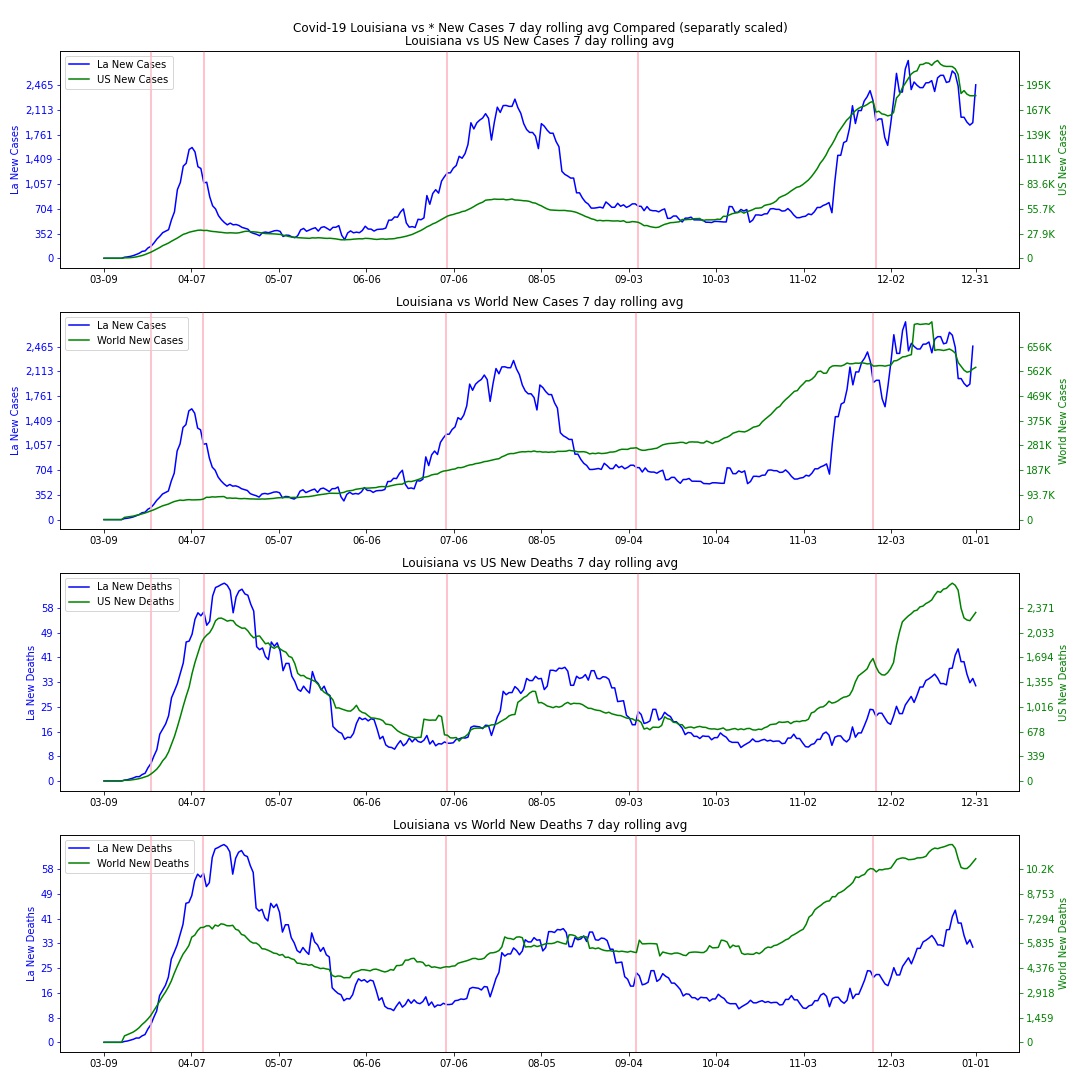 Covid-19 Louisiana vs * New Cases 7 day rolling avg Compared (separatly scaled)
Louisiana vs US New Cases 7 day rolling avg
La New Cases
US New Cases
La New Cases
2,465
2,113
1,761
1,409
1,057
704
352
0
195K
167K
139K
111K
83.6K
55.7K
27.9K
0
US New Cases
03-09 04-07 05-07 06-06 07-06 08-05 09-03 10-03 11-02 12-02 12-31
Louisiana vs World New Cases 7 day rolling avg
La New Cases
World New Cases
La New Cases
2,465
2,113
1,761
1,409
1,057
704
352
0
656K
562K
469K
375K
281K
187K
93.7K
0
World New Cases
03-09 04-07 05-07 06-06 07-06 08-05 09-04 10-04 11-03 12-03 01-01
Louisiana vs US New Deaths 7 day rolling avg
La New Deaths
US New Deaths
La New Deaths
58
49
41
33
25
16
8
0
2,371
2,033
1,694
1,355
1,016
678
339
0
US New Deaths
03-09 04-07 05-07 06-06 07-06 08-05 09-03 10-03 11-02 12-02 12-31
Louisiana vs World New Deaths 7 day rolling avg
La New Deaths
World New Deaths
La New Deaths
58
49
41
33
25
16
8
0
10.2K
8,753
7,294
5,835
4,376
2,918
1,459
0
World New Deaths
03-09 04-07 05-07 06-06 07-06 08-05 09-04 10-04 11-03 12-03 01-01